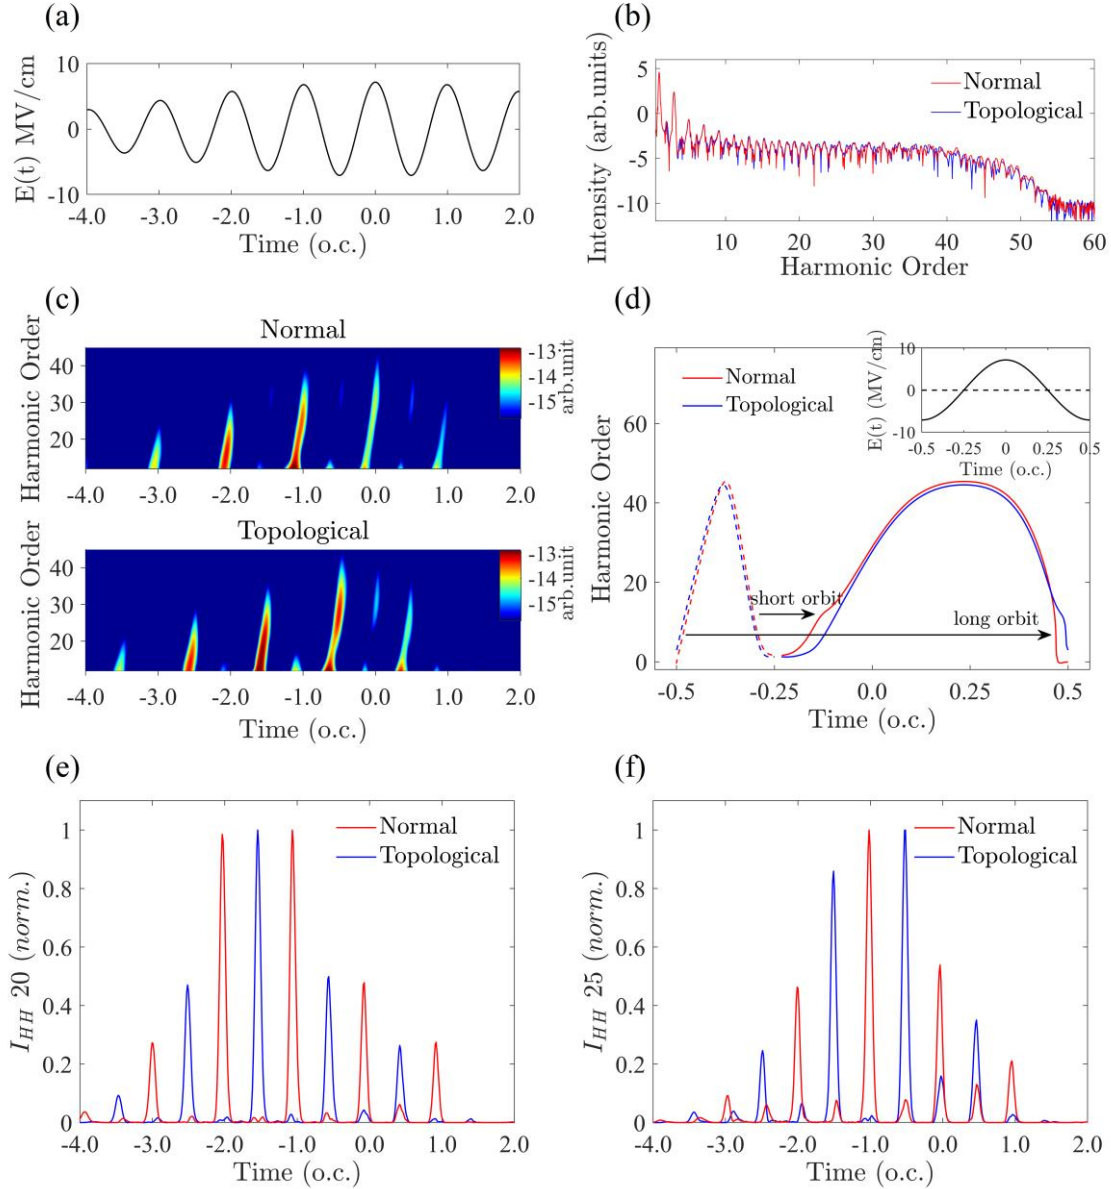 (a)
10
0
-10
E(t) MV/cm
-4.0 -3.0 -2.0 -1.0 0.0 1.0 2.0
Time (o.c.)
(b)
5
0
-5
-10
Intensity (arb.units)
Normal
Topological
10 20 30 40 50 60
Harmonic Order
(c)
Normal
40
30
20
Harmonic Order
-13
-14
-15
arb.unit
-4.0 -3.0 -2.0 -1.0 0.0 1.0 2.0
Topological
40
30
20
Harmonic Order
-13
-14
-15
arb.unit
-4.0 -3.0 -2.0 -1.0 0.0 1.0 2.0
Time (o.c.)
(d)
Normal
Topological
60
40
20
0
Harmonic Order
10
0
-10
E(t) (MV/cm)
-0.5 -0.25 0 0.25 0.5
Time (o.c.)
short orbit
long orbit
-0.5 -0.25 0.0 0.25 0.5
Time (o.c.)
(e)
Normal
Topological
1
0.8
0.6
0.4
0.2
0
I_HH 20 (norm.)
-4.0 -3.0 -2.0 -1.0 0.0 1.0 2.0
Time (o.c.)
(f)
Normal
Topological
1
0.8
0.6
0.4
0.2
0
I_HH 25 (norm.)
-4.0 -3.0 -2.0 -1.0 0.0 1.0 2.0
Time (o.c.)